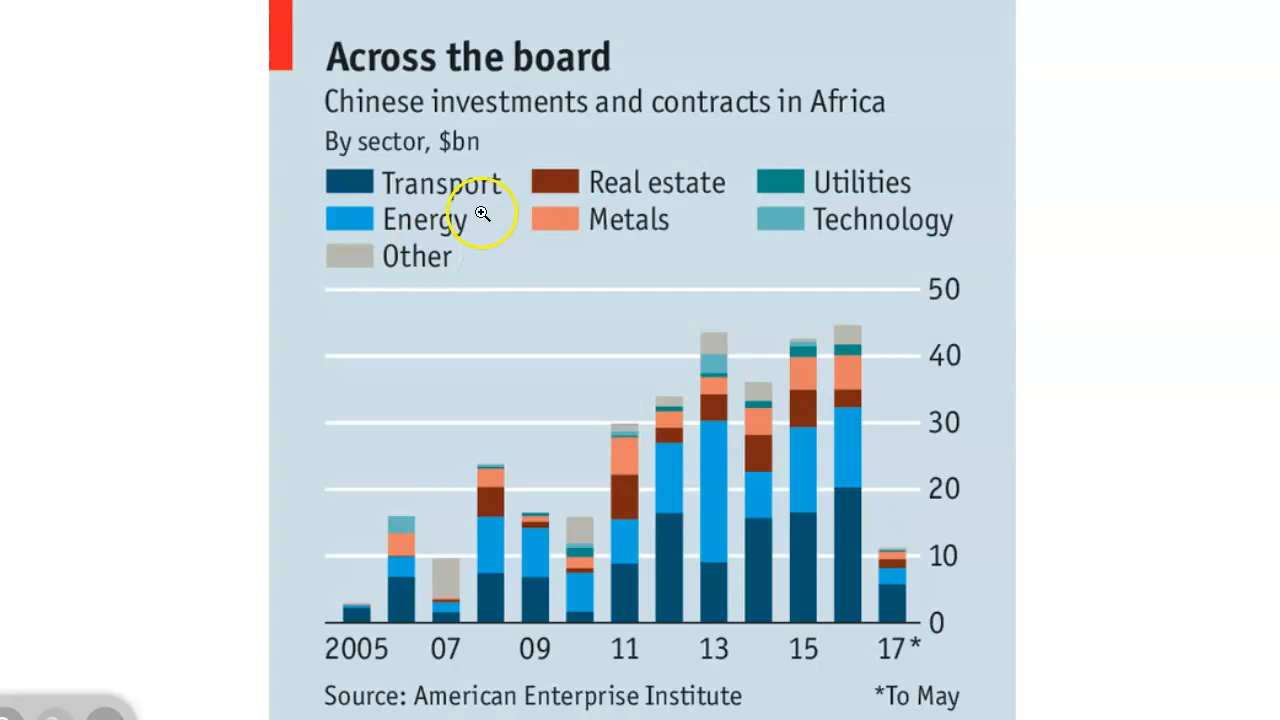 Across the board
Chinese investments and contracts in Africa
By sector, $bn
Transport Real estate Utilities
Energy Metals Technology
Other
50
40
30
20
10
0
2005 07 09 11 13 15 17*
Source: American Enterprise Institute *To May